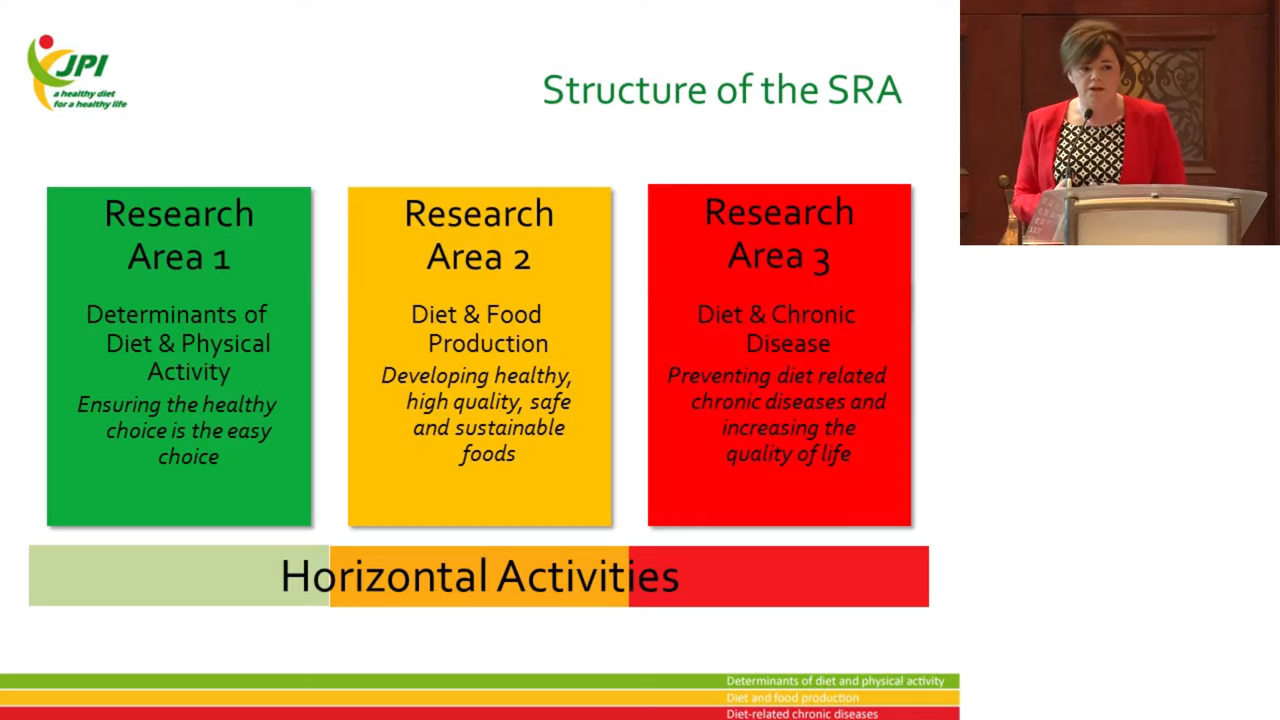 JPI
a healthy diet
for a healthy life
Structure of the SRA
Research
Area 1
Determinants of
Diet & Physical
Activity
Ensuring the healthy
choice is the easy
choice
Research
Area 2
Diet & Food
Production
Developing healthy,
high quality, safe
and sustainable
foods
Research
Area 3
Diet & Chronic
Disease
Preventing diet related
chronic diseases and
increasing the
quality of life
Horizontal Activities
Determinants of diet and physical activity
Diet and food production
Diet-related chronic diseases